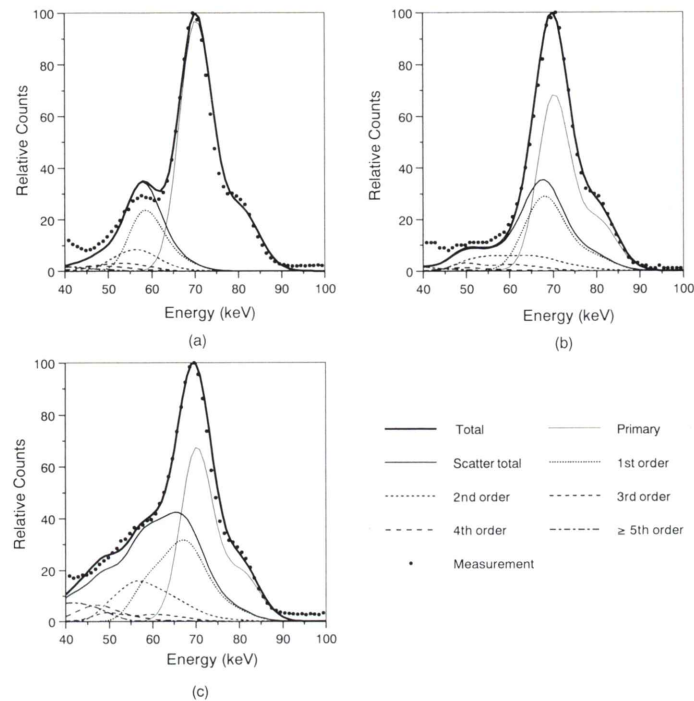 100
80
60
40
20
0
Relative Counts
40 50 60 70 80 90 100
Energy (keV)
(a)
100
80
60
40
20
0
Relative Counts
40 50 60 70 80 90 100
Energy (keV)
(b)
100
80
60
40
20
0
Relative Counts
40 50 60 70 80 90 100
Energy (keV)
(c)
Total Primary
Scatter total 1st order
2nd order 3rd order
4th order ≥ 5th order
Measurement